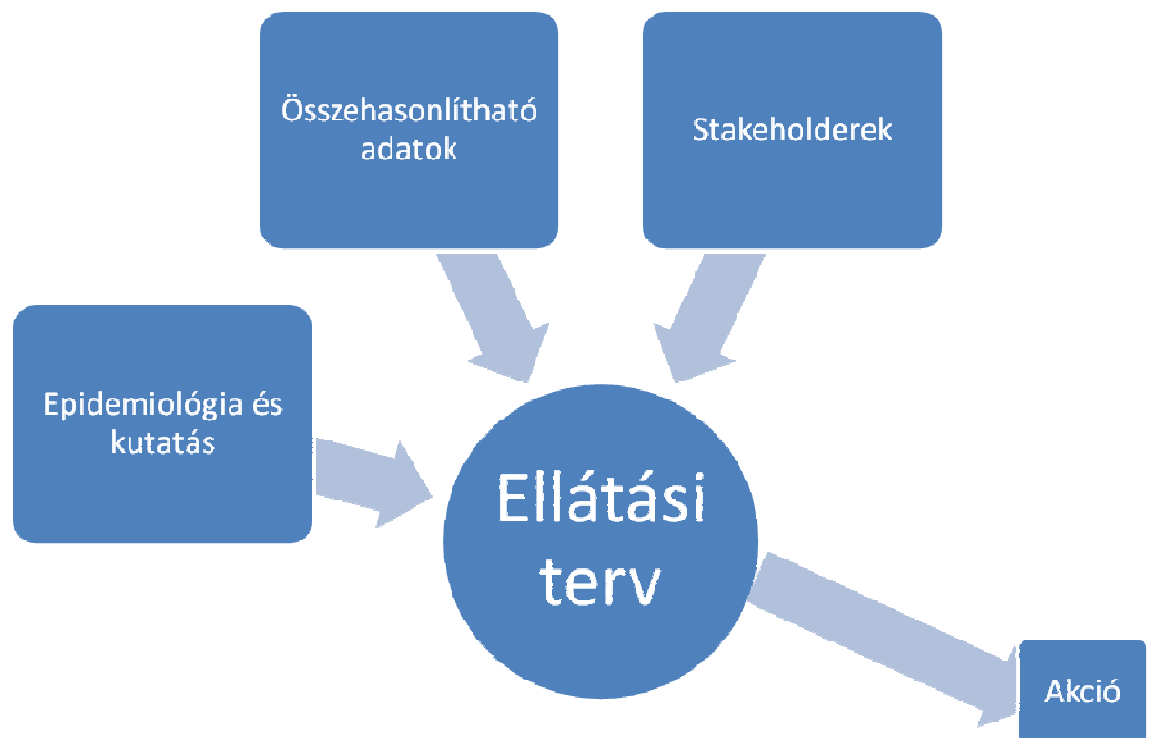 Összehasonlítható
adatok
Stakeholderek
Epidemiológia és
kutatás
Ellátási
terv
Akció